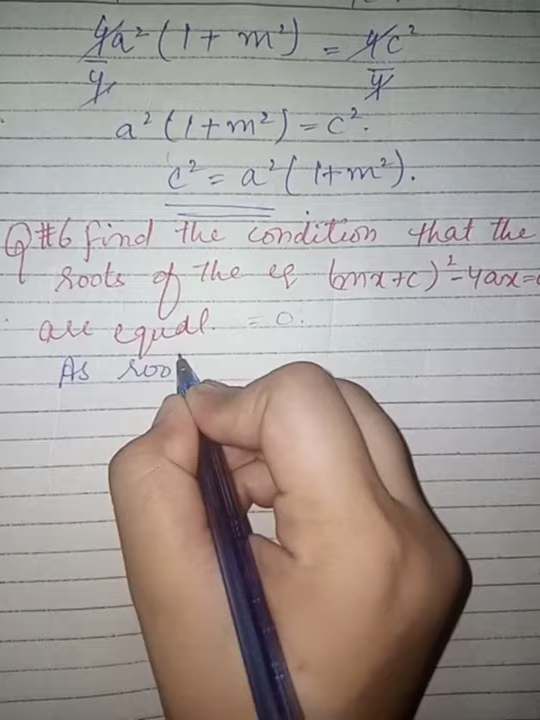 4a² (1 + m²) = 4c²
4 4
a² (1+m²) = c².
c² = a² (1+m²).
Q#6 find the condition that the
roots of the eq (mx+c)²-4ax=0
are equal. = 0.
As roo